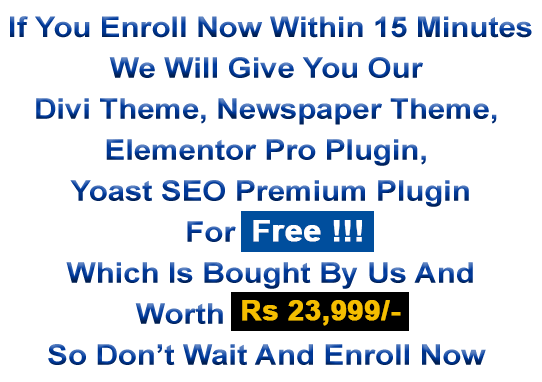 If You Enroll Now Within 15 Minutes
We Will Give You Our
Divi Theme, Newspaper Theme,
Elementor Pro Plugin,
Yoast SEO Premium Plugin
For Free !!!
Which Is Bought By Us And
Worth Rs 23,999/-
So Don’t Wait And Enroll Now